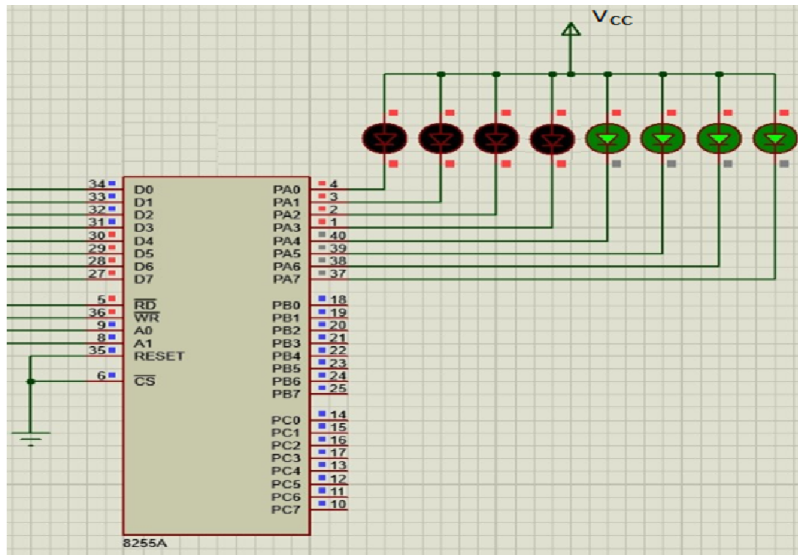 VCC
34 D0 PA0 4
33 D1 PA1 3
32 D2 PA2 2
31 D3 PA3 1
30 D4 PA4 40
29 D5 PA5 39
28 D6 PA6 38
27 D7 PA7 37
5 RD PB0 18
36 WR PB1 19
9 A0 PB2 20
8 A1 PB3 21
35 RESET PB4 22
PB5 23
6 CS PB6 24
PB7 25
PC0 14
PC1 15
PC2 16
PC3 17
PC4 13
PC5 12
PC6 11
PC7 10
8255A